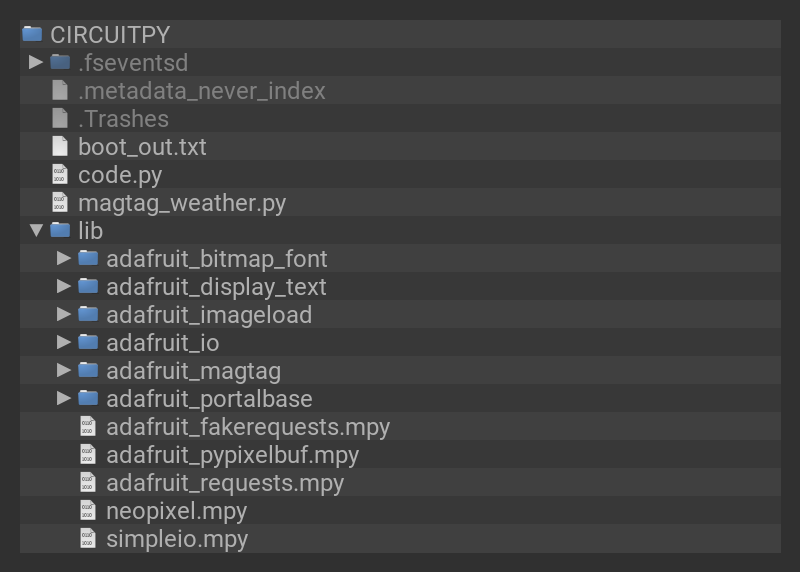 CIRCUITPY
.fseventsd
.metadata_never_index
.Trashes
boot_out.txt
code.py
magtag_weather.py
lib
adafruit_bitmap_font
adafruit_display_text
adafruit_imageload
adafruit_io
adafruit_magtag
adafruit_portalbase
adafruit_fakerequests.mpy
adafruit_pypixelbuf.mpy
adafruit_requests.mpy
neopixel.mpy
simpleio.mpy